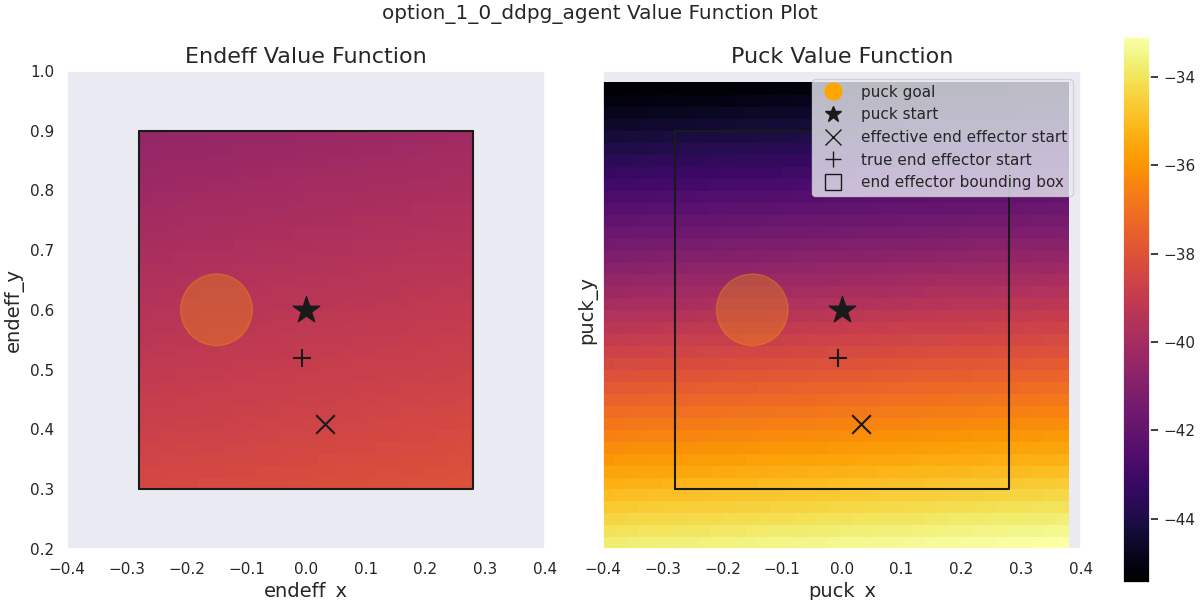 option_1_0_ddpg_agent Value Function Plot
Endeff Value Function
Puck Value Function
1.0
0.9
0.8
0.7
0.6
0.5
0.4
0.3
0.2
endeff_y
−0.4 −0.3 −0.2 −0.1 0.0 0.1 0.2 0.3 0.4
endeff_x
puck_y
puck goal
puck start
effective end effector start
true end effector start
end effector bounding box
−0.4 −0.3 −0.2 −0.1 0.0 0.1 0.2 0.3 0.4
puck_x
−34
−36
−38
−40
−42
−44